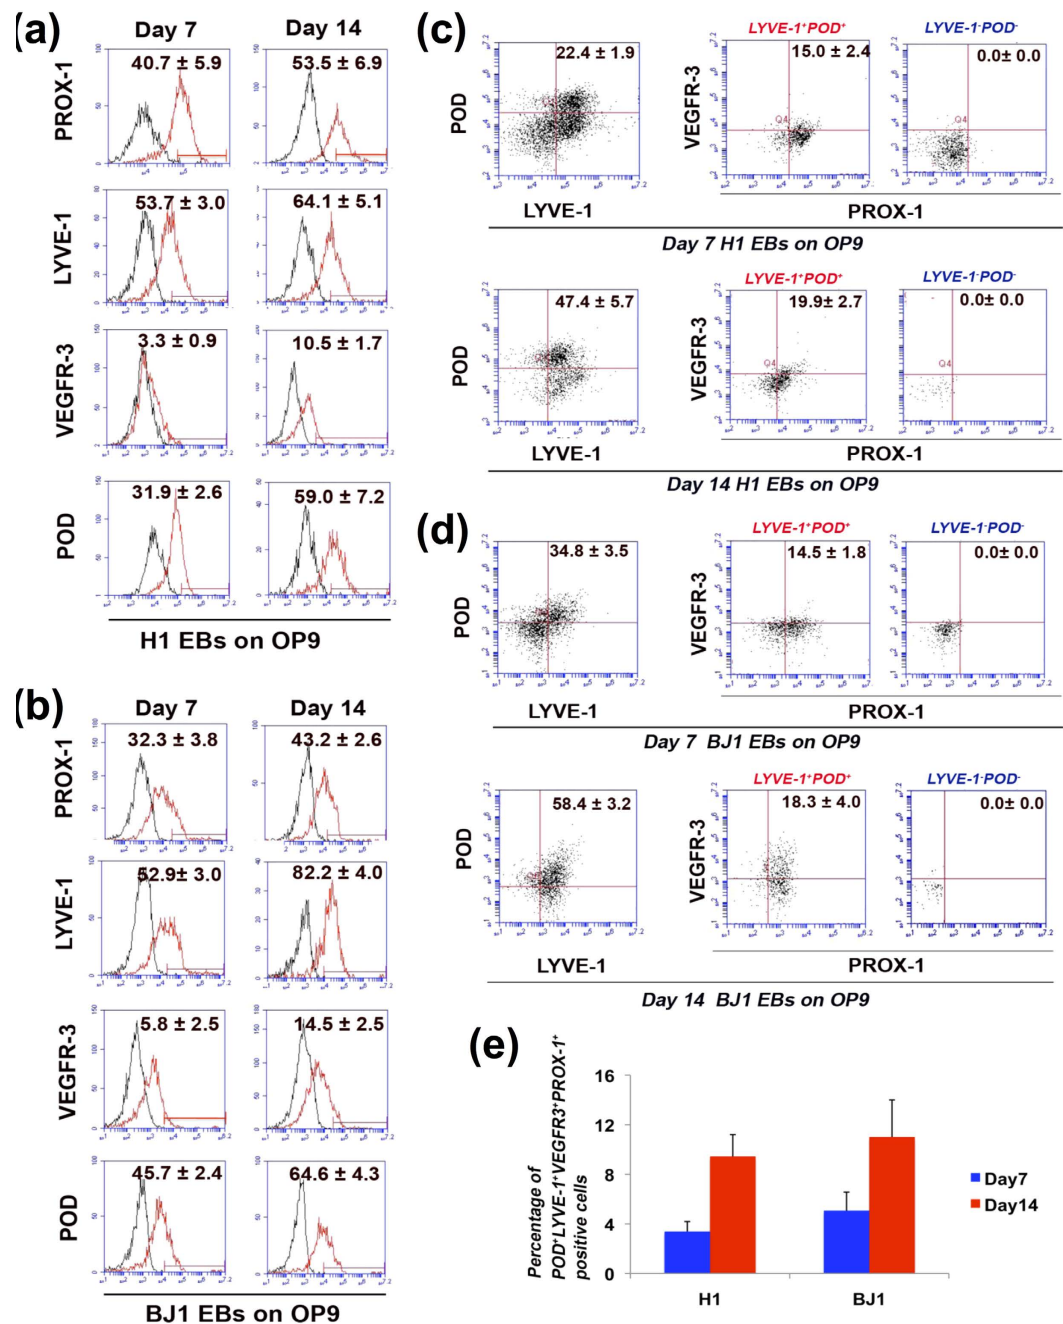 (a)
Day 7
Day 14
PROX-1
40.7 ± 5.9
53.5 ± 6.9
LYVE-1
53.7 ± 3.0
64.1 ± 5.1
VEGFR-3
3.3 ± 0.9
10.5 ± 1.7
POD
31.9 ± 2.6
59.0 ± 7.2
H1 EBs on OP9
(b)
Day 7
Day 14
PROX-1
32.3 ± 3.8
43.2 ± 2.6
LYVE-1
52.9± 3.0
82.2 ± 4.0
VEGFR-3
5.8 ± 2.5
14.5 ± 2.5
POD
45.7 ± 2.4
64.6 ± 4.3
BJ1 EBs on OP9
(c)
LYVE-1⁺POD⁺
LYVE-1⁻POD⁻
POD
22.4 ± 1.9
VEGFR-3
15.0 ± 2.4
Q4
0.0± 0.0
Q4
LYVE-1
PROX-1
Day 7 H1 EBs on OP9
LYVE-1⁺POD⁺
LYVE-1⁻POD⁻
POD
47.4 ± 5.7
VEGFR-3
19.9± 2.7
Q4
0.0± 0.0
Q4
LYVE-1
PROX-1
Day 14 H1 EBs on OP9
(d)
LYVE-1⁺POD⁺
LYVE-1⁻POD⁻
POD
34.8 ± 3.5
VEGFR-3
14.5 ± 1.8
0.0± 0.0
LYVE-1
PROX-1
Day 7 BJ1 EBs on OP9
LYVE-1⁺POD⁺
LYVE-1⁻POD⁻
POD
58.4 ± 3.2
VEGFR-3
18.3 ± 4.0
0.0± 0.0
LYVE-1
PROX-1
Day 14 BJ1 EBs on OP9
(e)
Percentage of
POD⁺LYVE-1⁺VEGFR3⁺PROX-1⁺
positive cells
16
12
8
4
0
H1
BJ1
Day7
Day14